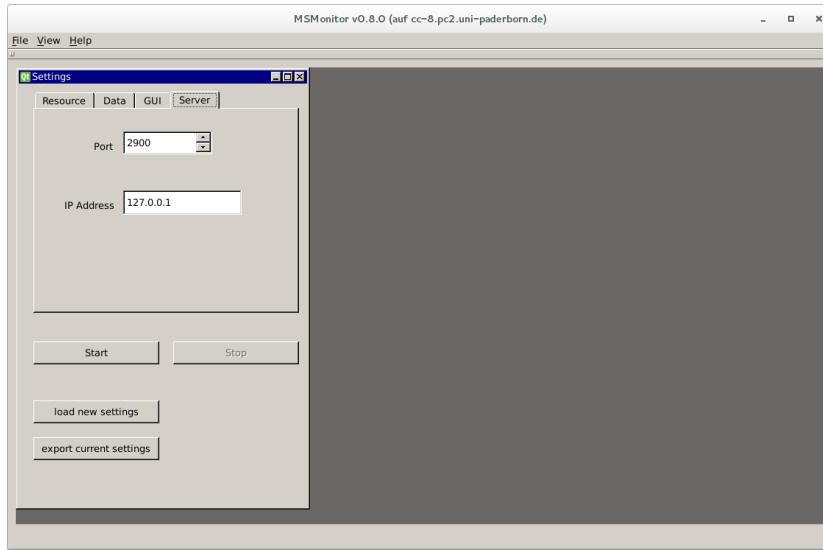 MSMonitor v0.8.0 (auf cc-8.pc2.uni-paderborn.de)
File View Help
Settings
Resource Data GUI Server
Port 2900
IP Address 127.0.0.1
Start Stop
load new settings
export current settings